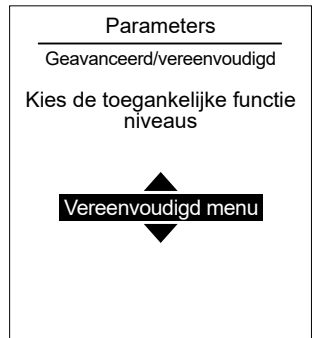 Parameters
Geavanceerd/vereenvoudigd
Kies de toegankelijke functie
niveaus
Vereenvoudigd menu